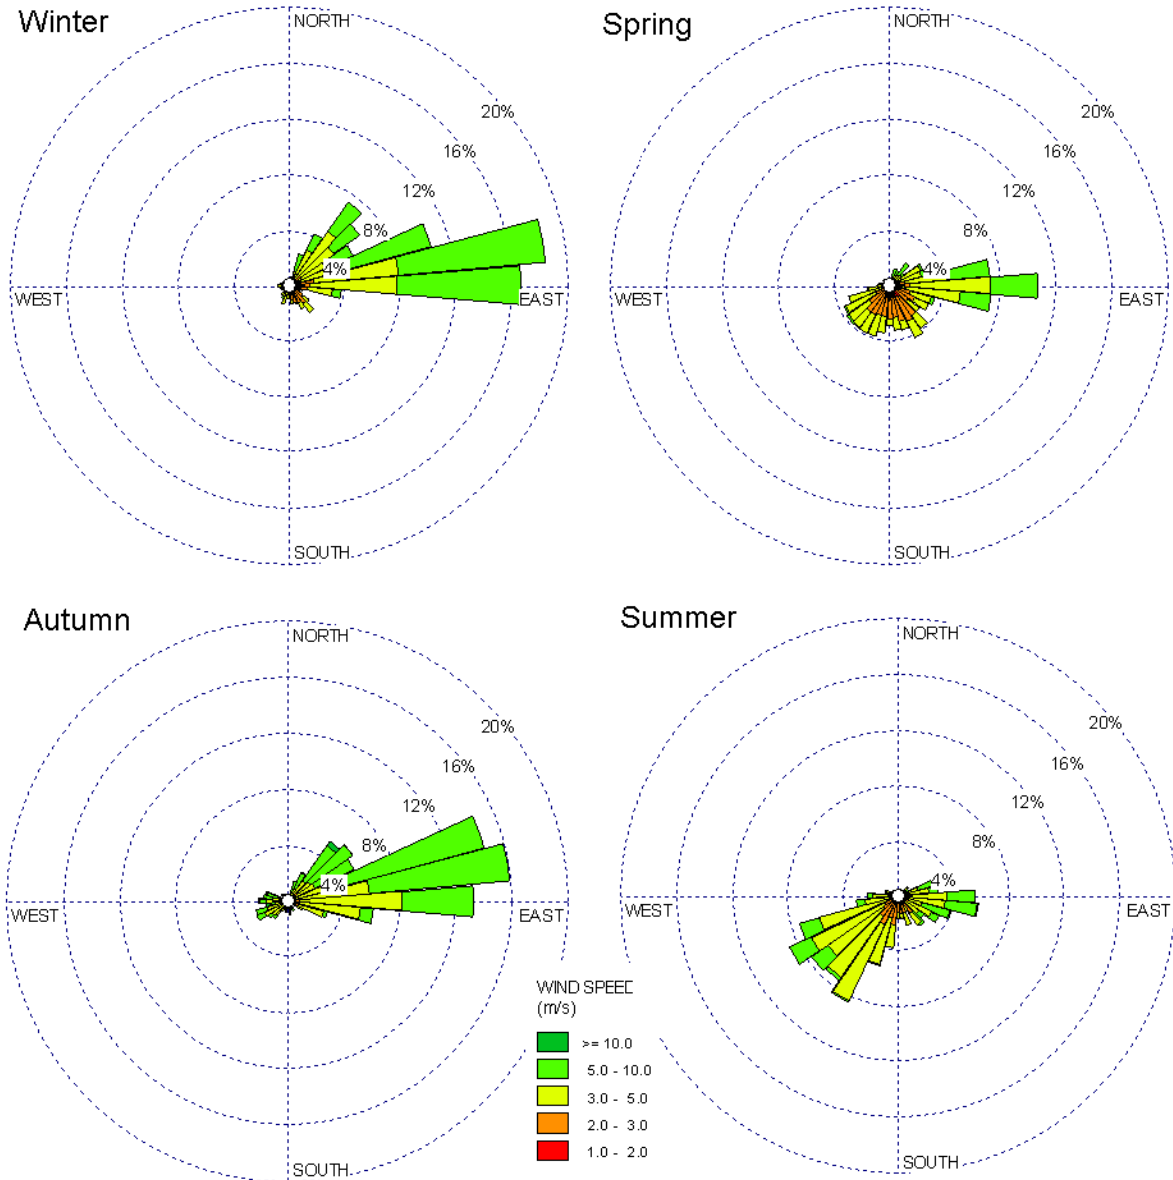 Winter
NORTH
20%
16%
12%
8%
4%
WEST
EAST
SOUTH
Spring
NORTH
20%
16%
12%
8%
4%
WEST
EAST
SOUTH
Autumn
NORTH
20%
16%
12%
8%
4%
WEST
EAST
SOUTH
Summer
NORTH
20%
16%
12%
8%
4%
WEST
EAST
SOUTH
WIND SPEED
(m/s)
>= 10.0
5.0 - 10.0
3.0 - 5.0
2.0 - 3.0
1.0 - 2.0